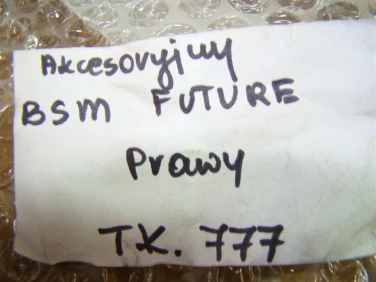 Akcesoryjny
BSM FUTURE
Prawy
TK. 777